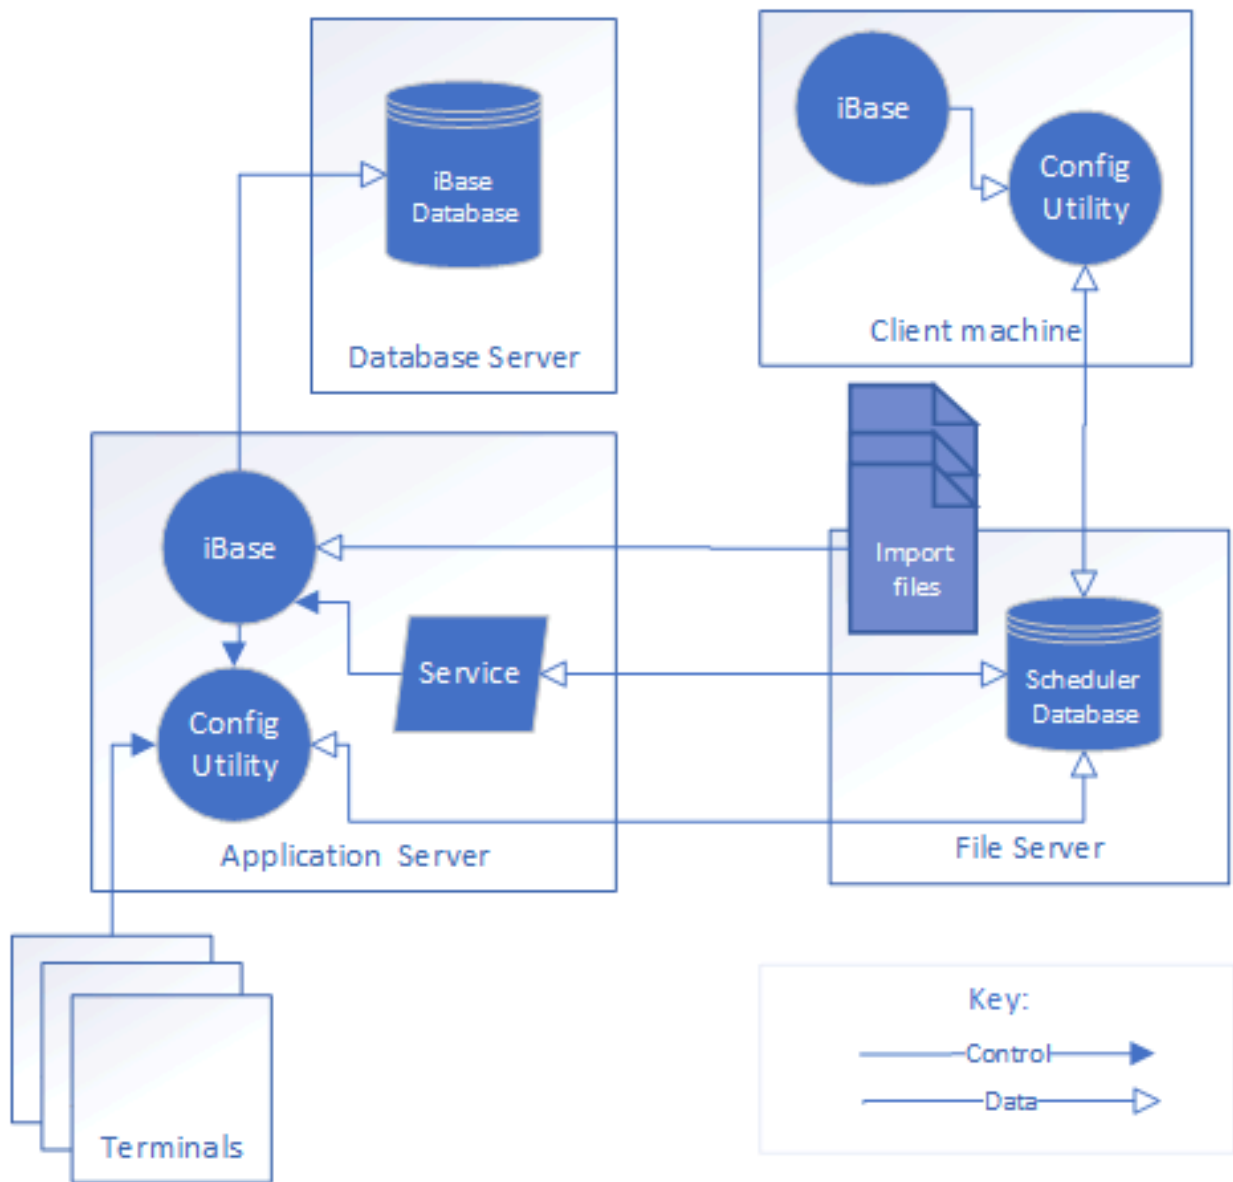 iBase
Database
Database Server
iBase
Config
Utility
Client machine
iBase
Service
Config
Utility
Application Server
Import
files
Scheduler
Database
File Server
Terminals
Key:
Control
Data